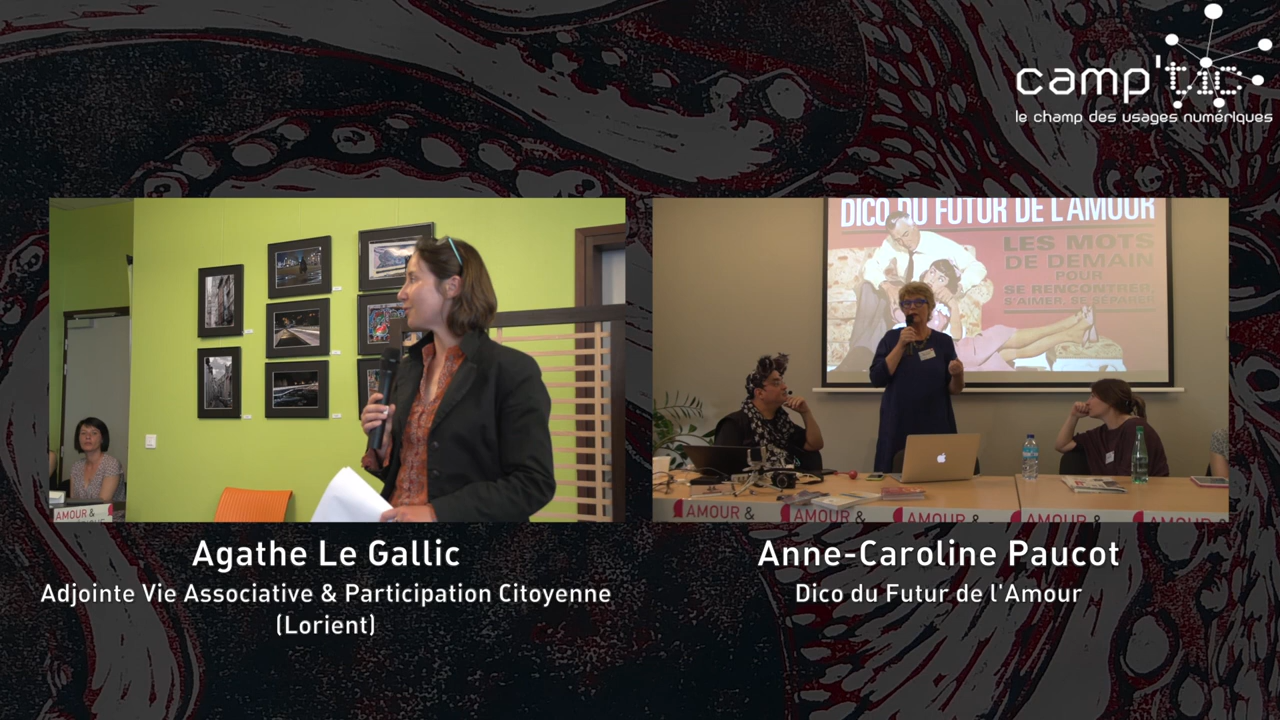 camp'tic
le champ des usages numériques
DICO DU FUTUR DE L'AMOUR
LES MOTS
DE DEMAIN
POUR
SE RENCONTRER,
S'AIMER, SE SÉPARER
AMOUR &
AMOUR &
AMOUR &
AMOUR &
AMOUR &
AMOUR &
Agathe Le Gallic
Adjointe Vie Associative & Participation Citoyenne
(Lorient)
Anne-Caroline Paucot
Dico du Futur de l'Amour